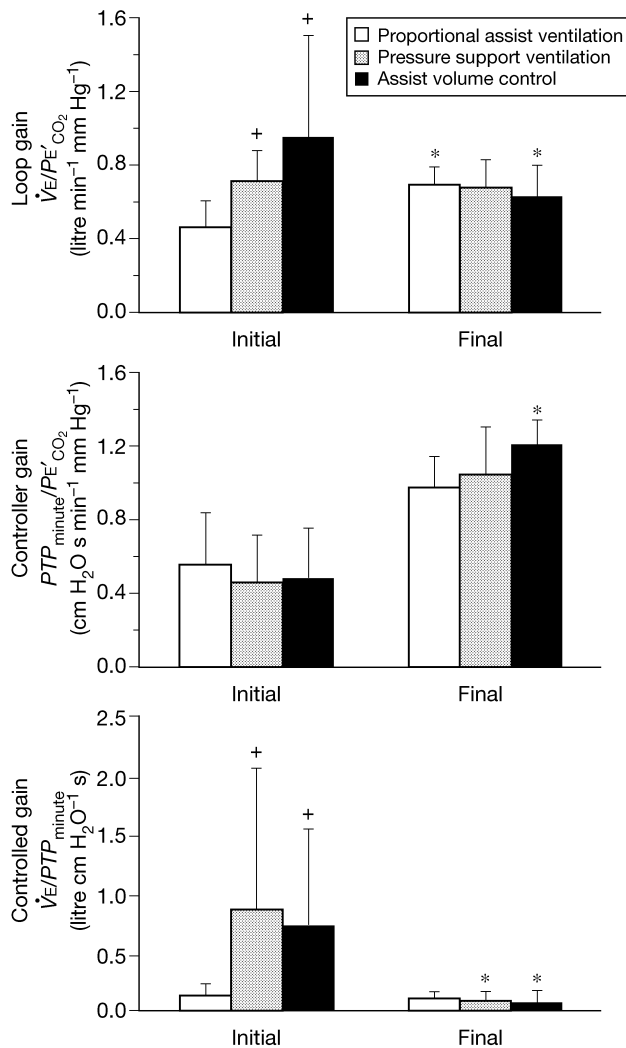 Proportional assist ventilation
Pressure support ventilation
Assist volume control
Loop gain
V̇E/PE′CO2
(litre min–1 mm Hg–1)
1.6
1.2
0.8
0.4
0.0
+
+
*
*
Initial
Final
Controller gain
PTPminute/PE′CO2
(cm H2O s min–1 mm Hg–1)
1.6
1.2
0.8
0.4
0.0
*
Initial
Final
Controlled gain
V̇E/PTPminute
(litre cm H2O–1 s)
2.5
2.0
1.5
1.0
0.5
0.0
+
+
*
*
Initial
Final